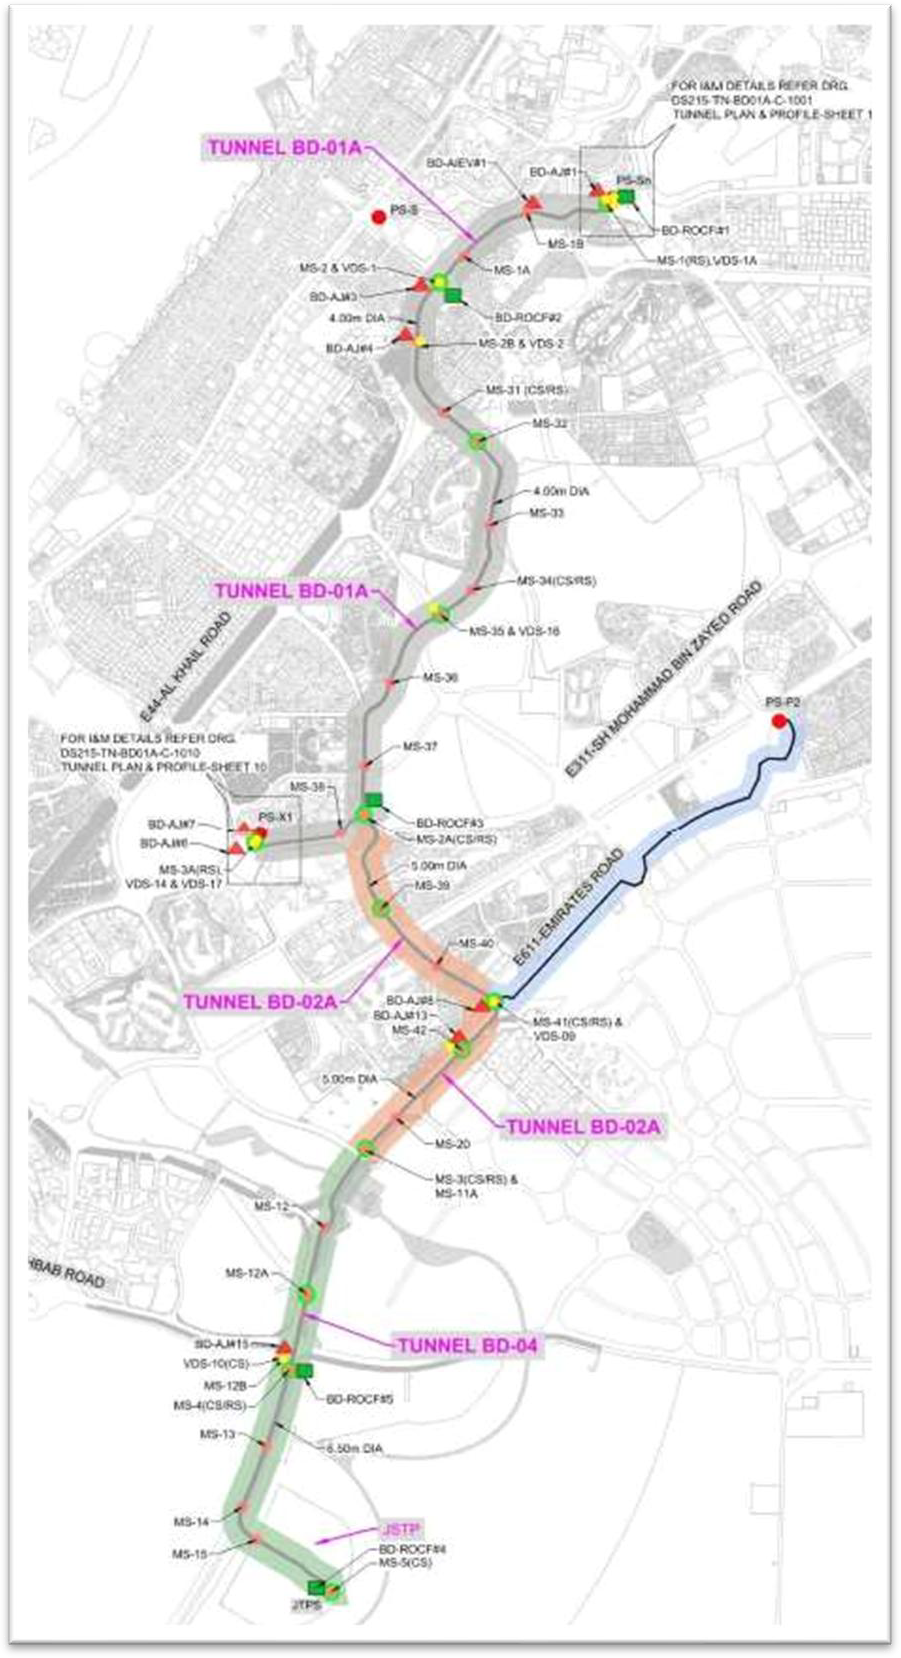 FOR I&M DETAILS REFER DRG.
DS215-TN-BD01A-C-1001
TUNNEL PLAN & PROFILE-SHEET 1
TUNNEL BD-01A
BD-AIEV#1
BD-AJ#1
PS-Sn
PS-S
BD-ROCF#1
MS-1B
MS-1(RS),VDS-1A
MS-2 & VDS-1
MS-1A
BD-AJ#3
4.00m DIA
BD-ROCF#2
BD-AJ#4
MS-2B & VDS-2
MS-31 (CS/RS)
MS-32
4.00m DIA
MS-33
MS-34(CS/RS)
TUNNEL BD-01A
MS-35 & VDS-16
E44-AL KHAIL ROAD
E311-SH MOHAMMAD BIN ZAYED ROAD
MS-36
PS-P2
FOR I&M DETAILS REFER DRG.
DS215-TN-BD01A-C-1010
TUNNEL PLAN & PROFILE-SHEET 10
MS-37
MS-38
PS-X1
BD-AJ#7
BD-AJ#6
BD-ROCF#3
MS-2A(CS/RS)
MS-3A(RS),
VDS-14 & VDS-17
5.00m DIA
MS-39
E611-EMIRATES ROAD
MS-40
TUNNEL BD-02A
BD-AJ#8
BD-AJ#13
MS-42
MS-41(CS/RS) &
VDS-09
5.00m DIA
TUNNEL BD-02A
MS-20
MS-3(CS/RS) &
MS-11A
MS-12
HBAB ROAD
MS-12A
TUNNEL BD-04
BD-AJ#15
VDS-10(CS)
MS-12B
MS-4(CS/RS)
BD-ROCF#5
MS-13
6.50m DIA
MS-14
JSTP
MS-15
BD-ROCF#4
MS-5(CS)
JTPS